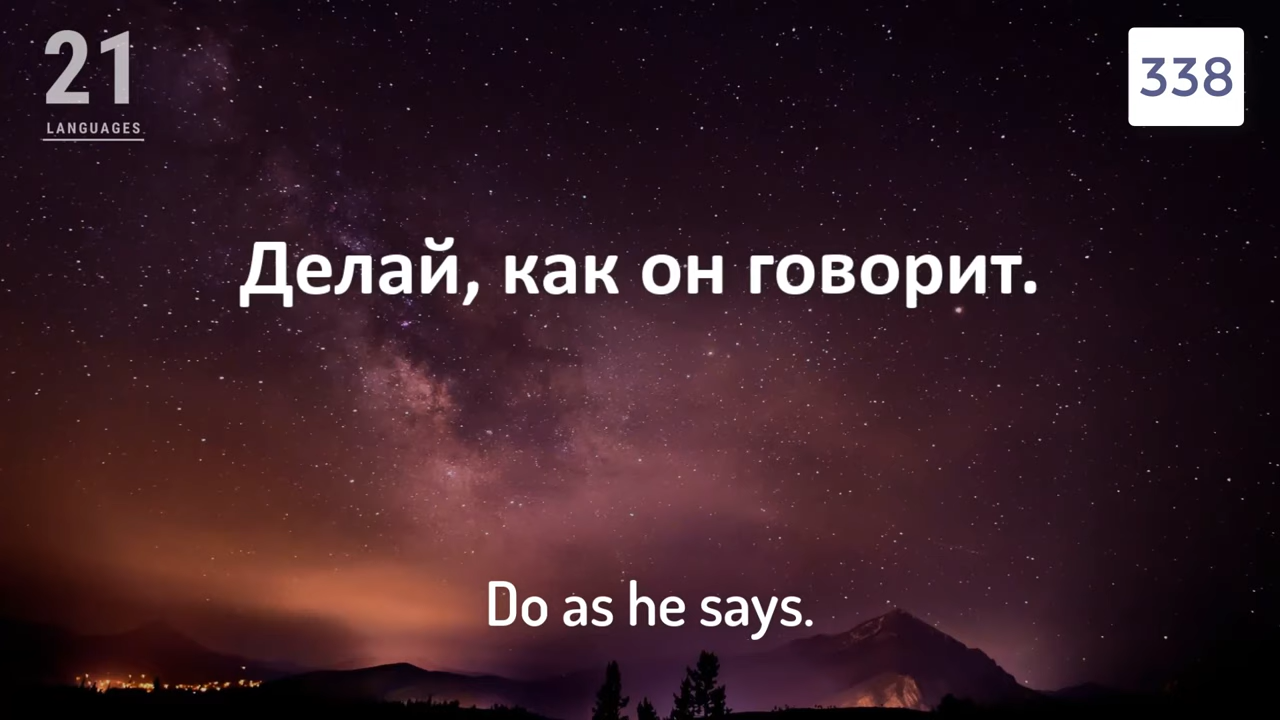 21
LANGUAGES
338
Делай, как он говорит.
Do as he says.